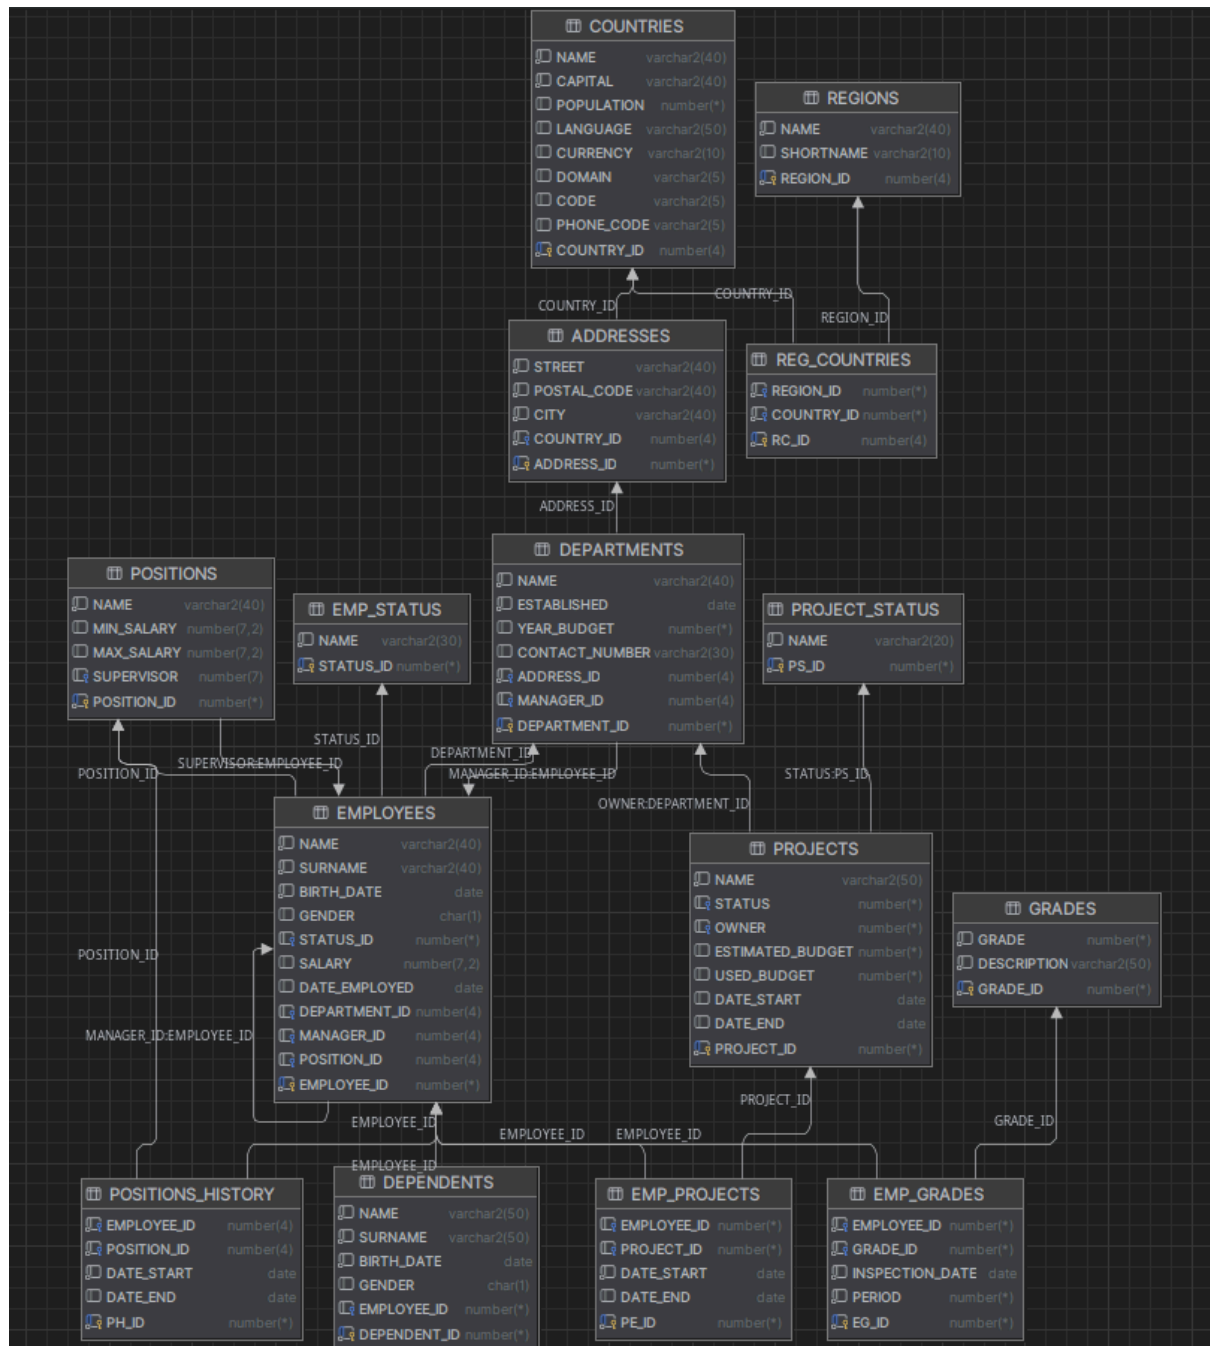 COUNTRIES
NAME varchar2(40)
CAPITAL varchar2(40)
POPULATION number(*)
LANGUAGE varchar2(50)
CURRENCY varchar2(10)
DOMAIN varchar2(5)
CODE varchar2(5)
PHONE_CODE varchar2(5)
COUNTRY_ID number(4)
REGIONS
NAME varchar2(40)
SHORTNAME varchar2(10)
REGION_ID number(4)
COUNTRY_ID
COUNTRY_ID
REGION_ID
ADDRESSES
STREET varchar2(40)
POSTAL_CODE varchar2(40)
CITY varchar2(40)
COUNTRY_ID number(4)
ADDRESS_ID number(*)
REG_COUNTRIES
REGION_ID number(*)
COUNTRY_ID number(*)
RC_ID number(4)
ADDRESS_ID
POSITIONS
NAME varchar2(40)
MIN_SALARY number(7,2)
MAX_SALARY number(7,2)
SUPERVISOR number(7)
POSITION_ID number(*)
EMP_STATUS
NAME varchar2(30)
STATUS_ID number(*)
DEPARTMENTS
NAME varchar2(40)
ESTABLISHED date
YEAR_BUDGET number(*)
CONTACT_NUMBER varchar2(30)
ADDRESS_ID number(4)
MANAGER_ID number(4)
DEPARTMENT_ID number(*)
PROJECT_STATUS
NAME varchar2(20)
PS_ID number(*)
STATUS_ID
DEPARTMENT_ID
SUPERVISOR:EMPLOYEE_ID
POSITION_ID
MANAGER_ID:EMPLOYEE_ID
STATUS:PS_ID
OWNER:DEPARTMENT_ID
EMPLOYEES
NAME varchar2(40)
SURNAME varchar2(40)
BIRTH_DATE date
GENDER char(1)
STATUS_ID number(*)
SALARY number(7,2)
DATE_EMPLOYED date
DEPARTMENT_ID number(4)
MANAGER_ID number(4)
POSITION_ID number(4)
EMPLOYEE_ID number(*)
PROJECTS
NAME varchar2(50)
STATUS number(*)
OWNER number(*)
ESTIMATED_BUDGET number(*)
USED_BUDGET number(*)
DATE_START date
DATE_END date
PROJECT_ID number(*)
GRADES
GRADE number(*)
DESCRIPTION varchar2(50)
GRADE_ID number(*)
POSITION_ID
MANAGER_ID:EMPLOYEE_ID
PROJECT_ID
EMPLOYEE_ID
EMPLOYEE_ID
EMPLOYEE_ID
GRADE_ID
EMPLOYEE_ID
POSITIONS_HISTORY
EMPLOYEE_ID number(4)
POSITION_ID number(4)
DATE_START date
DATE_END date
PH_ID number(*)
DEPENDENTS
NAME varchar2(50)
SURNAME varchar2(50)
BIRTH_DATE date
GENDER char(1)
EMPLOYEE_ID number(*)
DEPENDENT_ID number(*)
EMP_PROJECTS
EMPLOYEE_ID number(*)
PROJECT_ID number(*)
DATE_START date
DATE_END date
PE_ID number(*)
EMP_GRADES
EMPLOYEE_ID number(*)
GRADE_ID number(*)
INSPECTION_DATE date
PERIOD number(*)
EG_ID number(*)